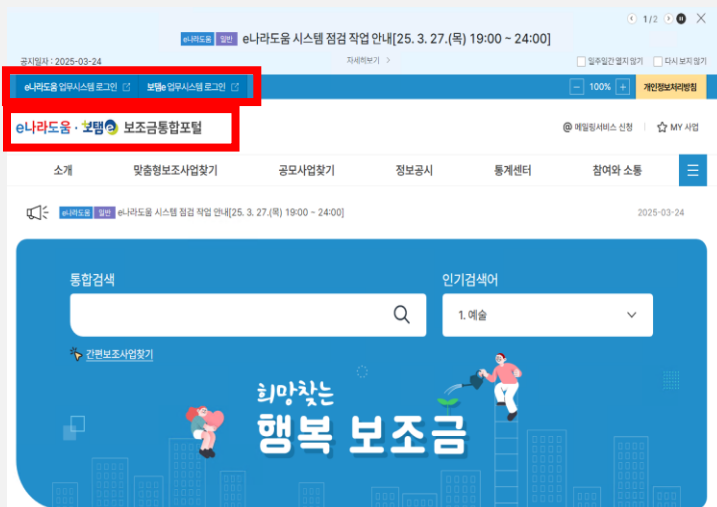 1/2
e나라도움 일반 e나라도움 시스템 점검 작업 안내[25. 3. 27.(목) 19:00 ~ 24:00]
공지일자 : 2025-03-24 자세히보기 일주일간 열지 않기 다시 보지 않기
e나라도움 업무시스템 로그인 보탬e 업무시스템 로그인 - 100% + 개인정보처리방침
e나라도움 · 보탬e 보조금통합포털 @ 메일링서비스 신청 MY 사업
소개 맞춤형보조사업찾기 공모사업찾기 정보공시 통계센터 참여와 소통
e나라도움 일반 e나라도움 시스템 점검 작업 안내[25. 3. 27.(목) 19:00 ~ 24:00] 2025-03-24
통합검색 인기검색어
1. 예술
간편보조사업찾기
희망찾는
행복 보조금